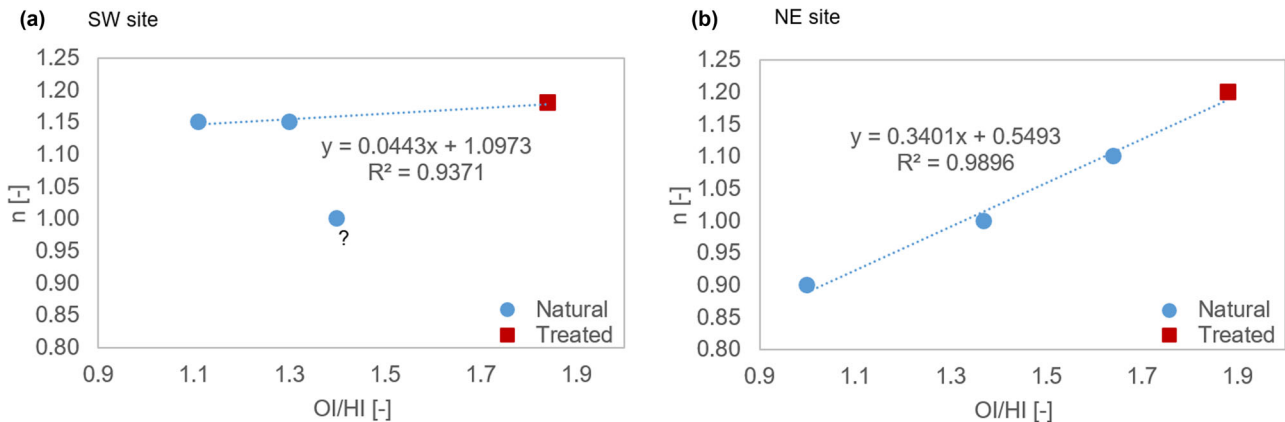 (a) SW site
1.25
1.20
1.15
1.10
1.05
1.00
0.95
0.90
0.85
0.80
n [-]
y = 0.0443x + 1.0973
R² = 0.9371
?
Natural
Treated
0.9 1.1 1.3 1.5 1.7 1.9
OI/HI [-]
(b) NE site
1.25
1.20
1.15
1.10
1.05
1.00
0.95
0.90
0.85
0.80
n [-]
y = 0.3401x + 0.5493
R² = 0.9896
Natural
Treated
0.9 1.1 1.3 1.5 1.7 1.9
OI/HI [-]